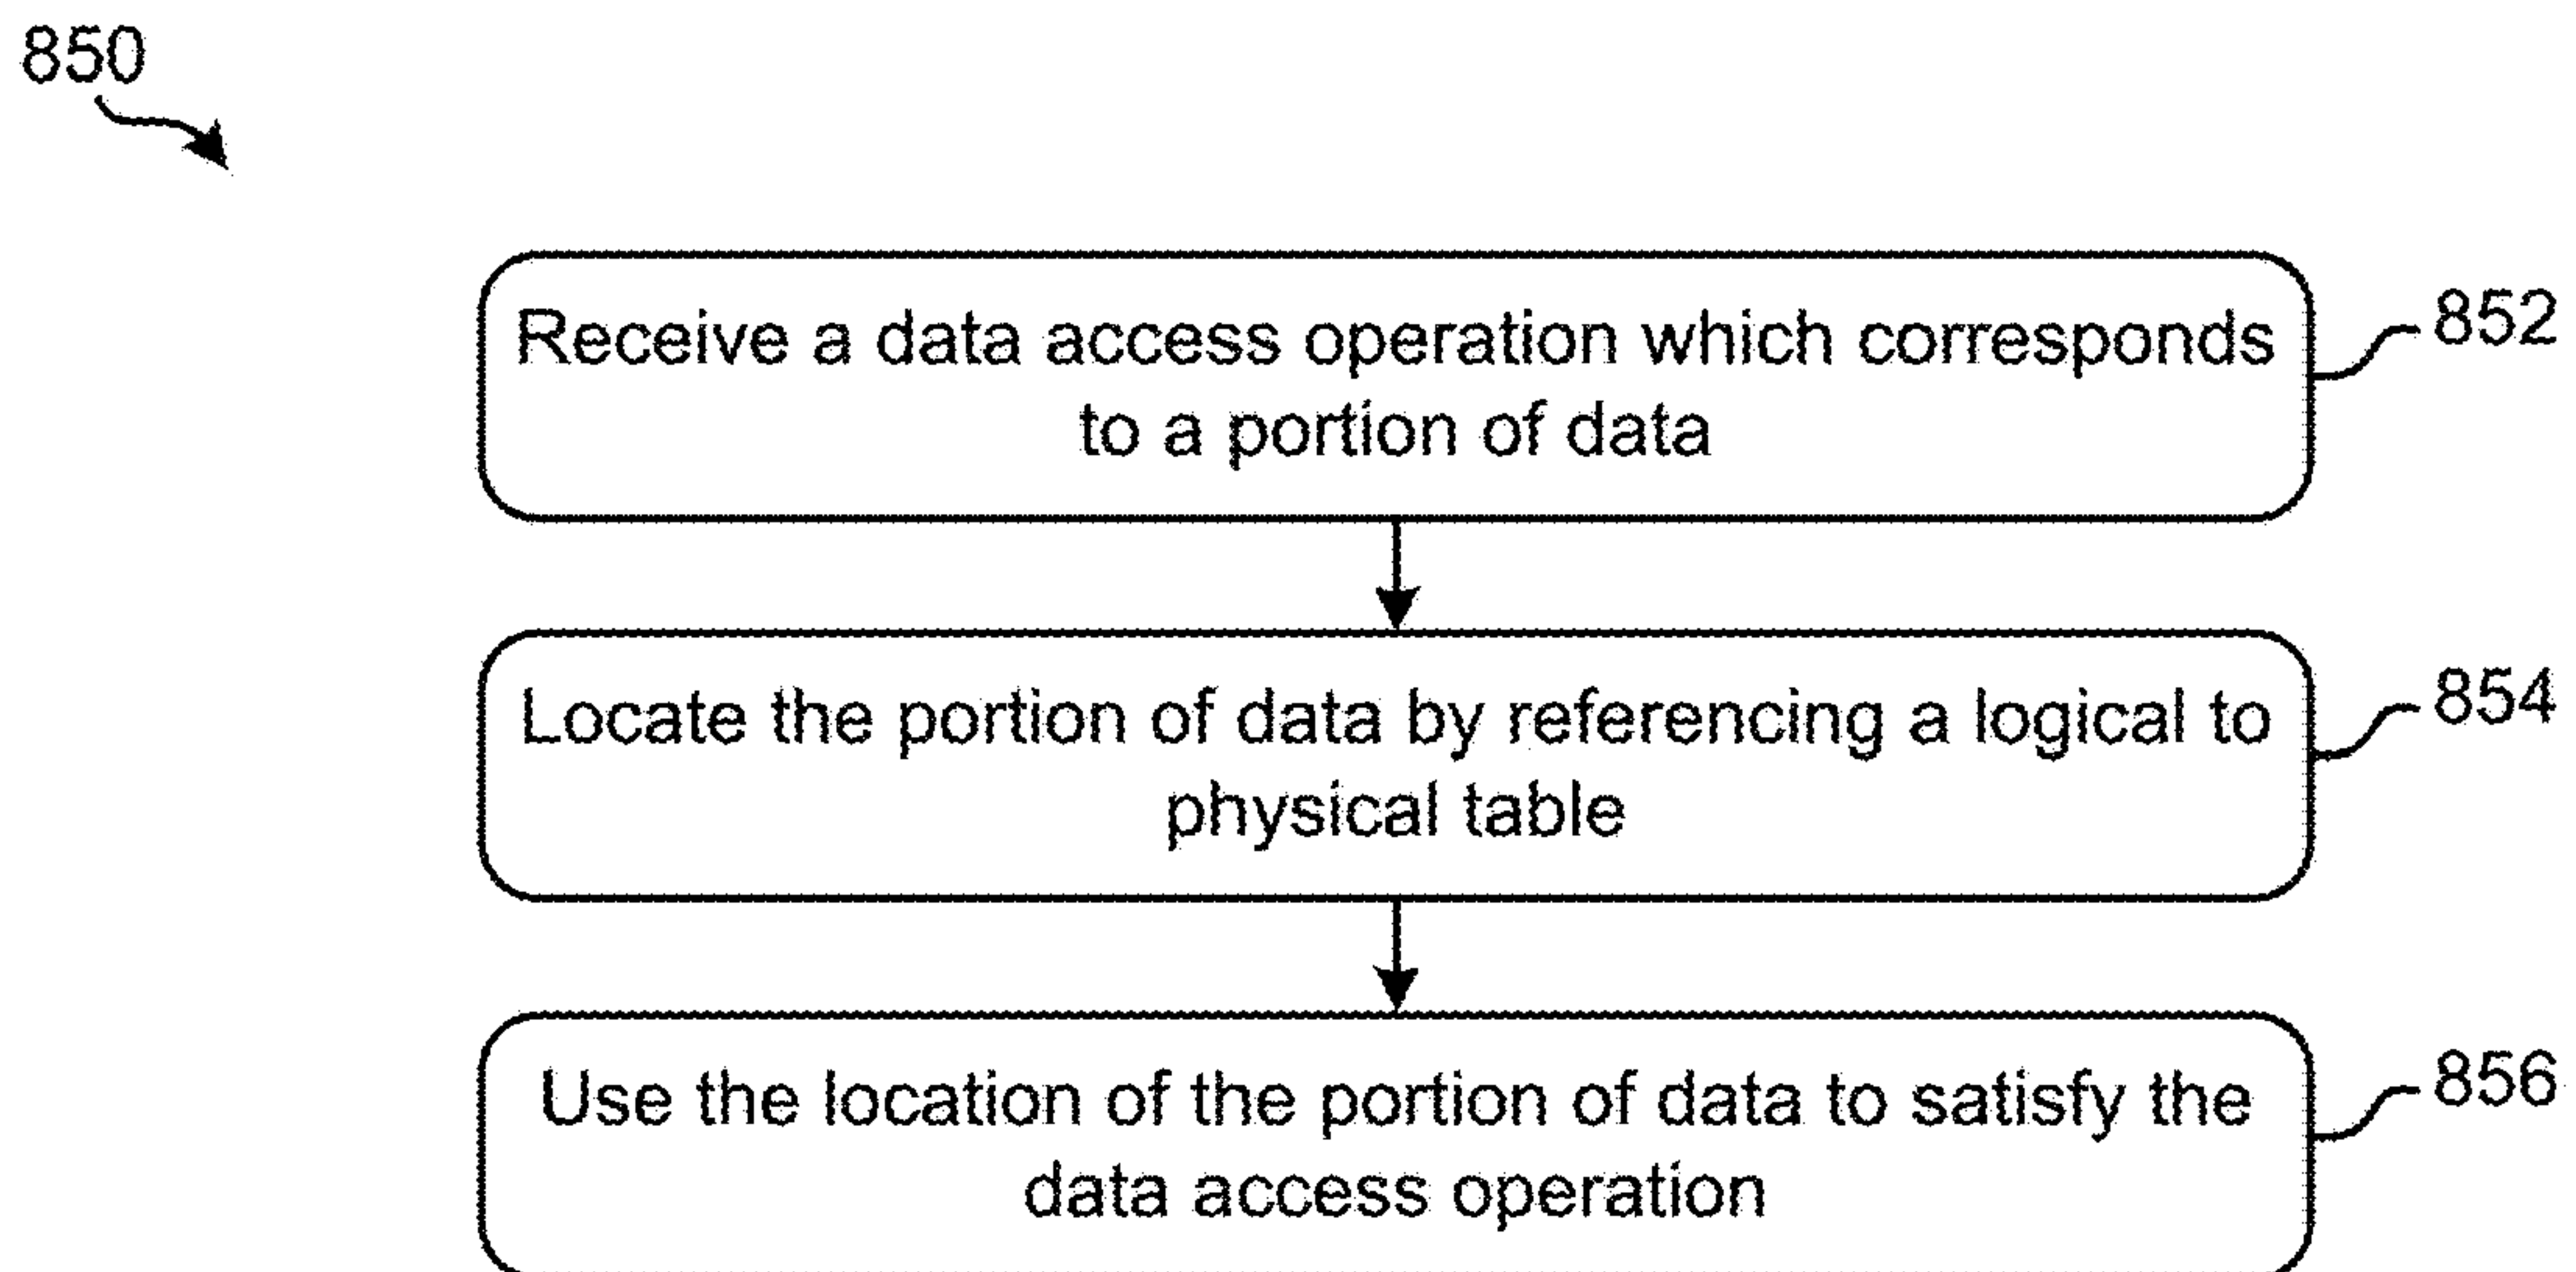 850
Receive a data access operation which corresponds
to a portion of data
852
Locate the portion of data by referencing a logical to
physical table
854
Use the location of the portion of data to satisfy the
data access operation
856